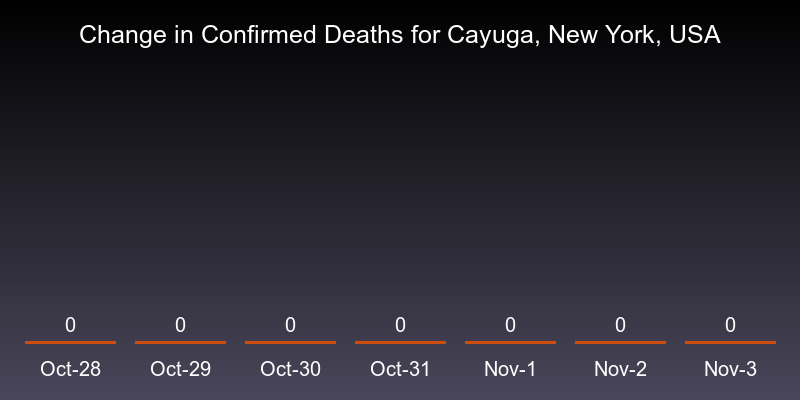 Change in Confirmed Deaths for Cayuga, New York, USA
0 0 0 0 0 0 0
Oct-28 Oct-29 Oct-30 Oct-31 Nov-1 Nov-2 Nov-3